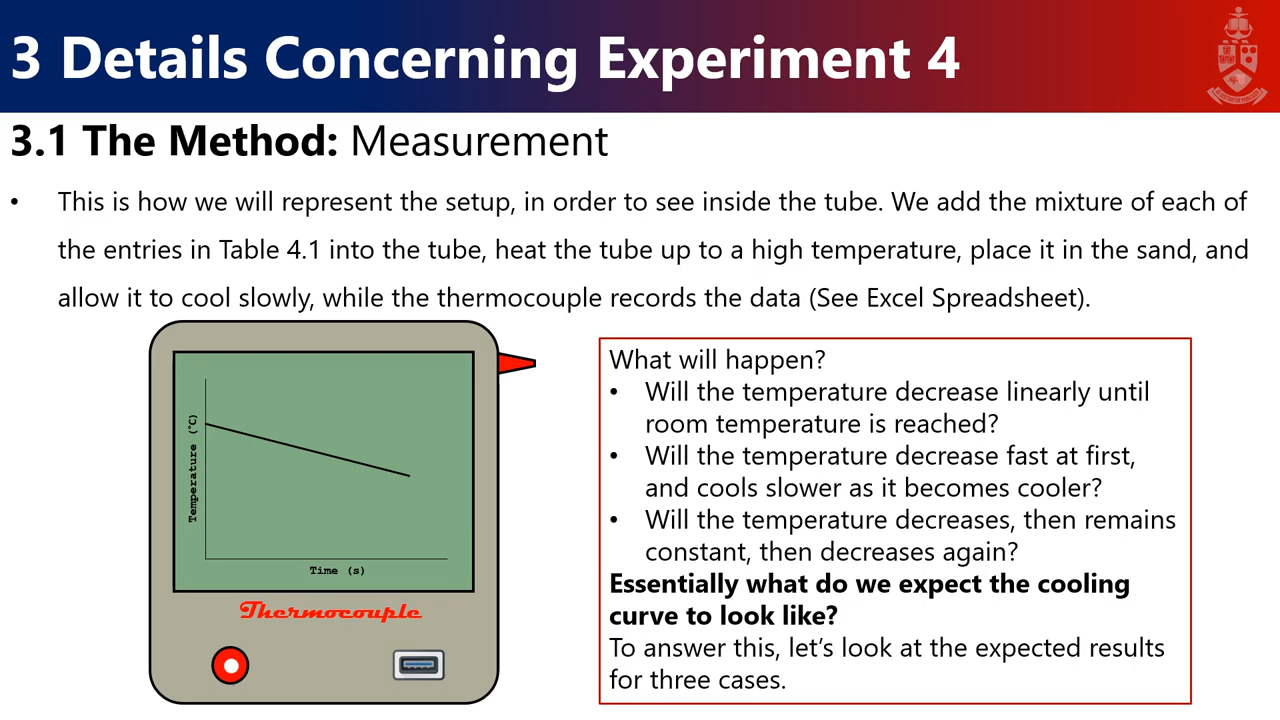 3 Details Concerning Experiment 4
3.1 The Method: Measurement
• This is how we will represent the setup, in order to see inside the tube. We add the mixture of each of
the entries in Table 4.1 into the tube, heat the tube up to a high temperature, place it in the sand, and
allow it to cool slowly, while the thermocouple records the data (See Excel Spreadsheet).
Temperature (°C)
Time (s)
Thermocouple
What will happen?
• Will the temperature decrease linearly until
room temperature is reached?
• Will the temperature decrease fast at first,
and cools slower as it becomes cooler?
• Will the temperature decreases, then remains
constant, then decreases again?
Essentially what do we expect the cooling
curve to look like?
To answer this, let's look at the expected results
for three cases.